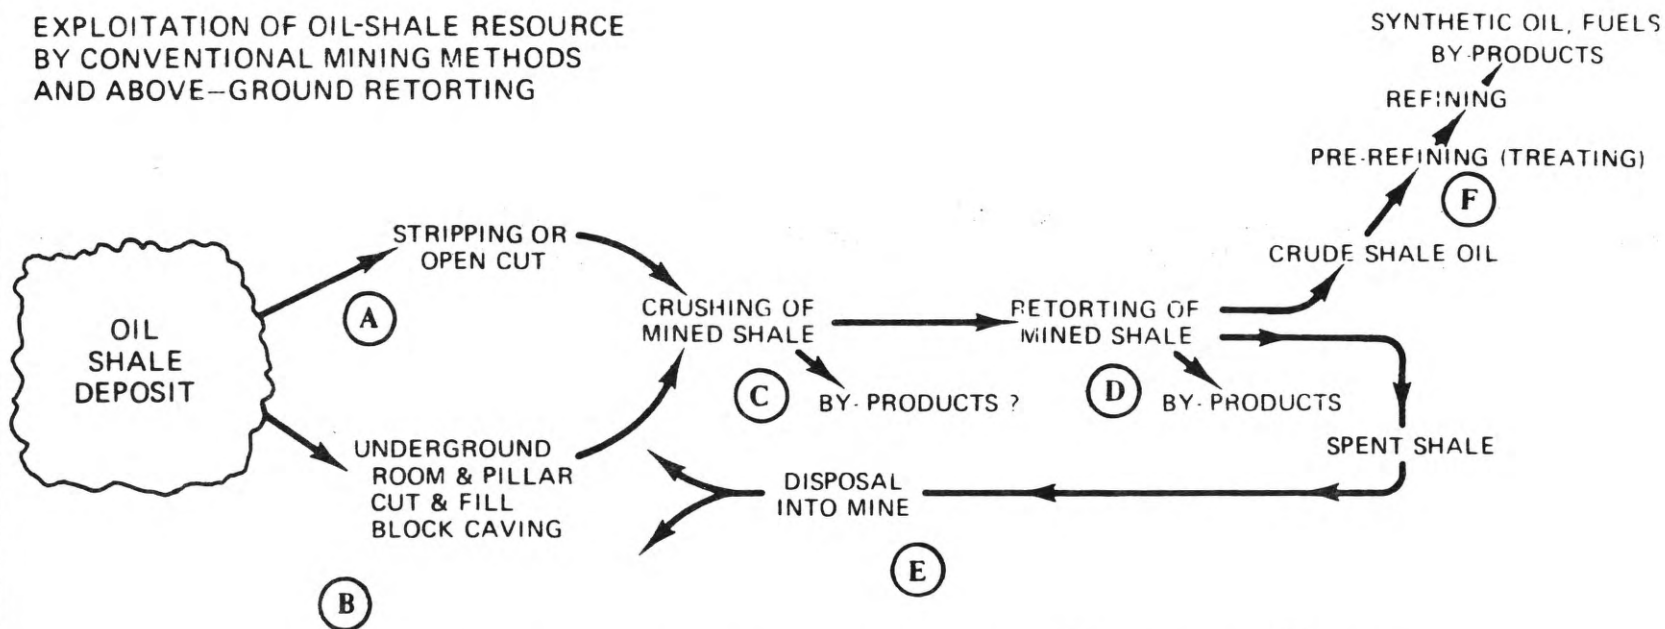 EXPLOITATION OF OIL-SHALE RESOURCE
BY CONVENTIONAL MINING METHODS
AND ABOVE-GROUND RETORTING
SYNTHETIC OIL, FUELS
BY-PRODUCTS
REFINING
PRE-REFINING (TREATING)
F
CRUDE SHALE OIL
OIL
SHALE
DEPOSIT
A
STRIPPING OR
OPEN CUT
B
UNDERGROUND
ROOM & PILLAR
CUT & FILL
BLOCK CAVING
CRUSHING OF
MINED SHALE
C
BY-PRODUCTS ?
RETORTING OF
MINED SHALE
D
BY-PRODUCTS
SPENT SHALE
DISPOSAL
INTO MINE
E